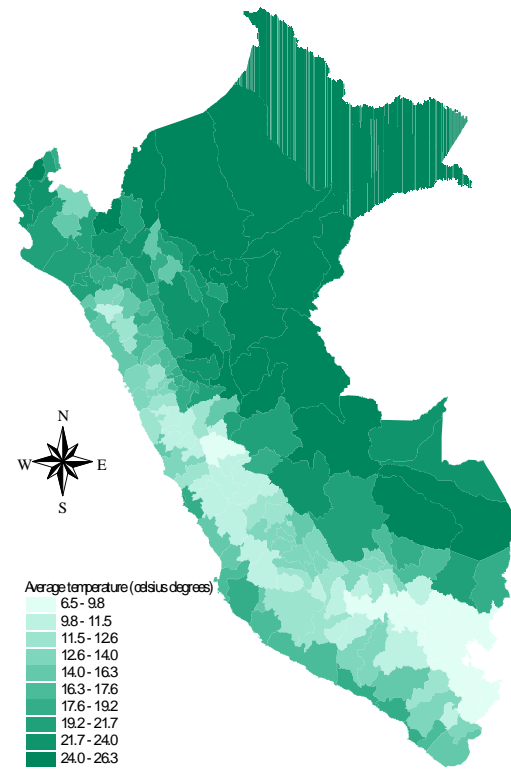 N
W E
S
Average temperature (celsius degrees)
6.5 - 9.8
9.8 - 11.5
11.5 - 12.6
12.6 - 14.0
14.0 - 16.3
16.3 - 17.6
17.6 - 19.2
19.2 - 21.7
21.7 - 24.0
24.0 - 26.3